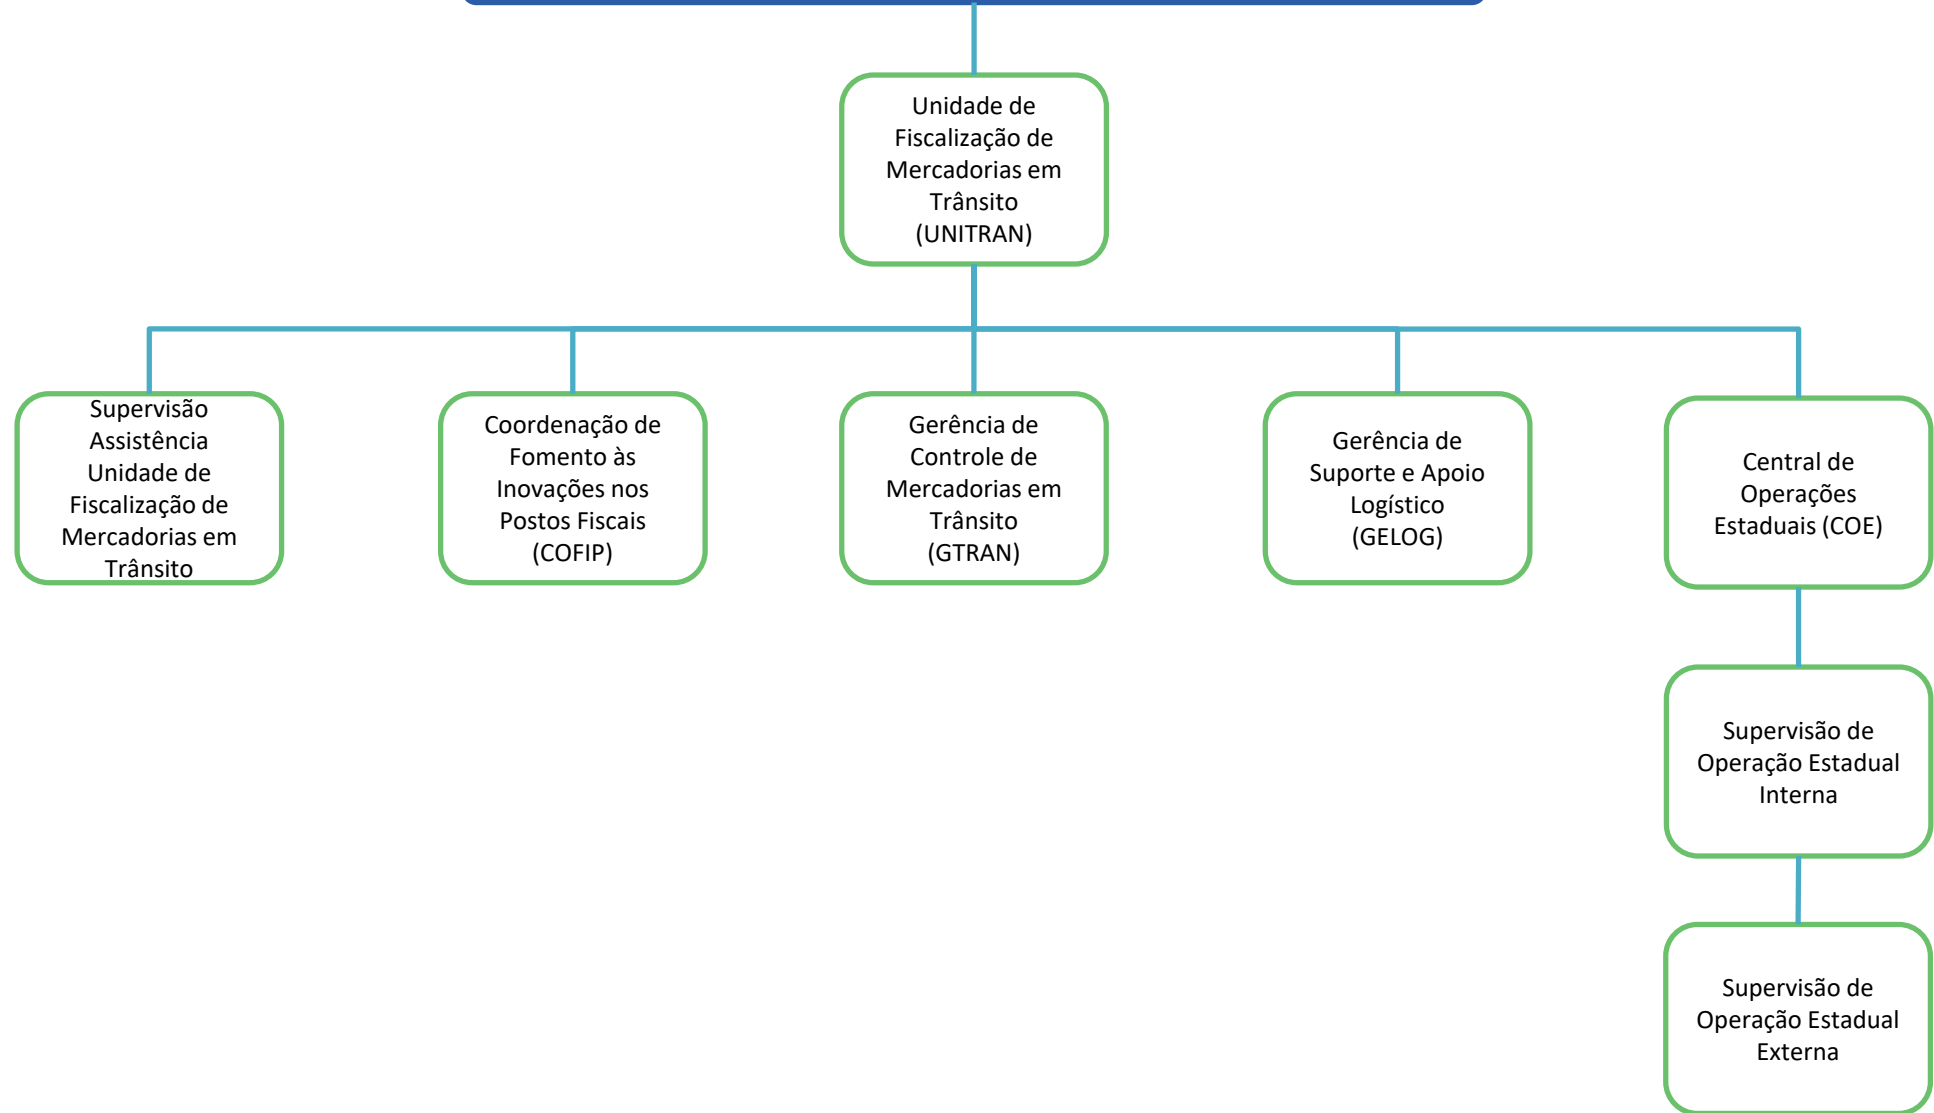 Unidade de
Fiscalização de
Mercadorias em
Trânsito
(UNITRAN)
Supervisão
Assistência
Unidade de
Fiscalização de
Mercadorias em
Trânsito
Coordenação de
Fomento às
Inovações nos
Postos Fiscais
(COFIP)
Gerência de
Controle de
Mercadorias em
Trânsito
(GTRAN)
Gerência de
Suporte e Apoio
Logístico
(GELOG)
Central de
Operações
Estaduais (COE)
Supervisão de
Operação Estadual
Interna
Supervisão de
Operação Estadual
Externa